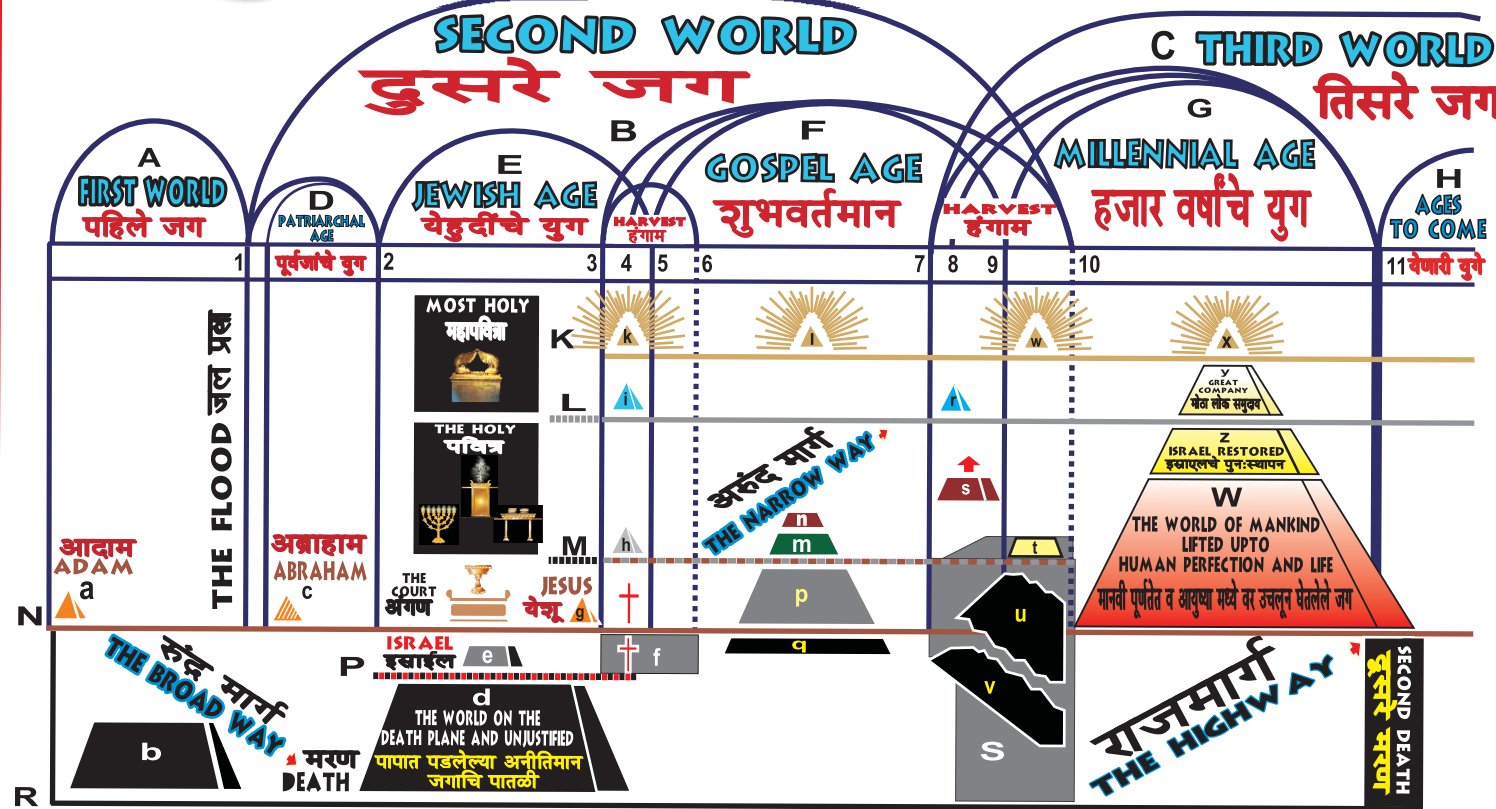 SECOND WORLD
दुसरे जग
C THIRD WORLD
तिसरे जग
A
FIRST WORLD
पहिले जग
D
PATRIARCHAL
AGE
पूर्वजांचे युग
E
JEWISH AGE
येहुदींचे युग
B
HARVEST
हंगाम
F
GOSPEL AGE
शुभवर्तमान
HARVEST
हंगाम
G
MILLENNIAL AGE
हजार वर्षांचे युग
H
AGES
TO COME
येणारी युगे
1 2 3 4 5 6 7 8 9 10 11
THE FLOOD जल प्रलय
MOST HOLY
महापवित्रा
K k l w x
y
GREAT
COMPANY
मोठा लोक समुदाय
L i r
THE HOLY
पवित्र
अरुंद मार्ग
THE NARROW WAY
Z
ISRAEL RESTORED
इस्राएलचे पुनःस्थापन
s
n
m
M h t
W
THE WORLD OF MANKIND
LIFTED UPTO
HUMAN PERFECTION AND LIFE
मानवी पूर्णतेत व आयुष्या मध्ये वर उचलून घेतलेले जग
आदाम
ADAM
a
अब्राहाम
ABRAHAM
c
THE
COURT
अंगण
JESUS
येशू g
p
u
N
q
रुंद मार्ग
THE BROAD WAY
मरण
DEATH
b
ISRAEL
इस्राईल
e f
P
d
THE WORLD ON THE
DEATH PLANE AND UNJUSTIFIED
पापात पडलेल्या अनीतिमान
जगाचि पातळी
v
S
राजमार्ग
THE HIGHWAY
SECOND DEATH
दूसरे मरण
R